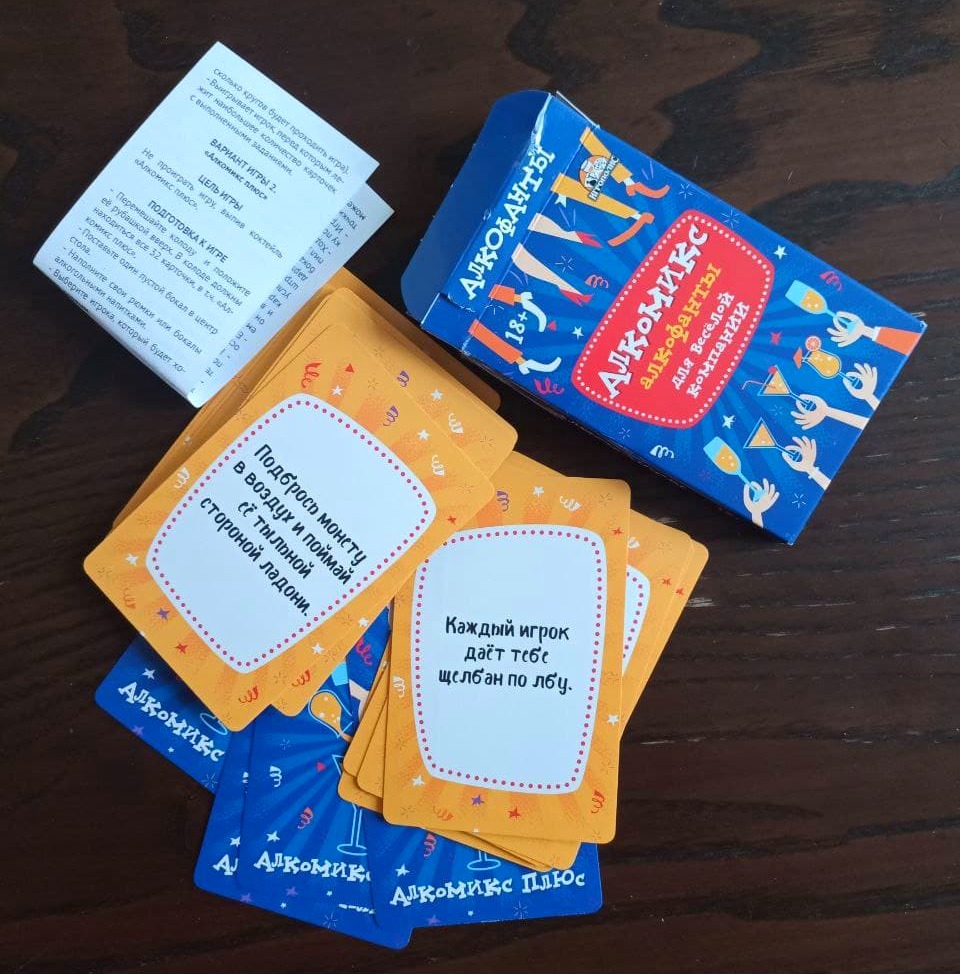 сколько кругов будет проходить игра).
- Выигрывает игрок, перед которым ле-
жит наибольшее количество карточек
с выполненными заданиями.
ВАРИАНТ ИГРЫ 2.
«Алкомикс плюс»
ЦЕЛЬ ИГРЫ
Не проиграть игру, выпив коктейль
«Алкомикс плюс».
ПОДГОТОВКА К ИГРЕ
- Перемешайте колоду и положите
её рубашкой вверх. В колоде должны
находиться все 52 карточки, в т.ч. «Ал-
комикс плюс».
- Поставьте один пустой бокал в центр
стола.
- Наполните свои рюмки или бокалы
алкогольными напитками.
- Выберите игрока, который будет хо-
АЛКОФАНТЫ
18+
АЛКОМИКС
алкофанты
для весёлой
компании
Подбрось монету
в воздух и поймай
её тыльной
стороной ладони.
Каждый игрок
даёт тебе
щелбан по лбу.
Алкомикс
Алкомикс
Алкомикс Плюс